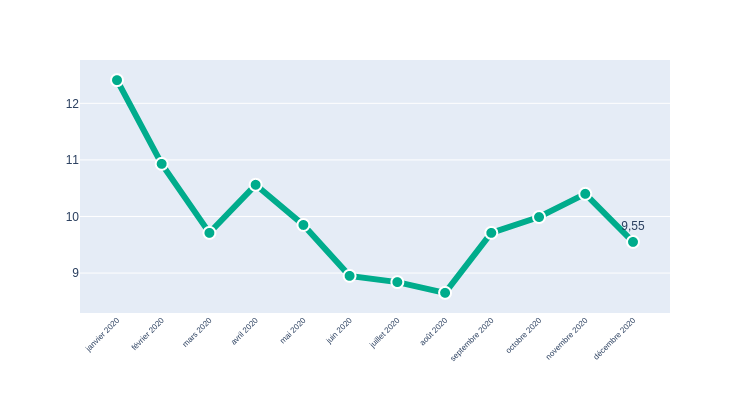 12
11
10
9
9,55
janvier 2020
février 2020
mars 2020
avril 2020
mai 2020
juin 2020
juillet 2020
août 2020
septembre 2020
octobre 2020
novembre 2020
décembre 2020